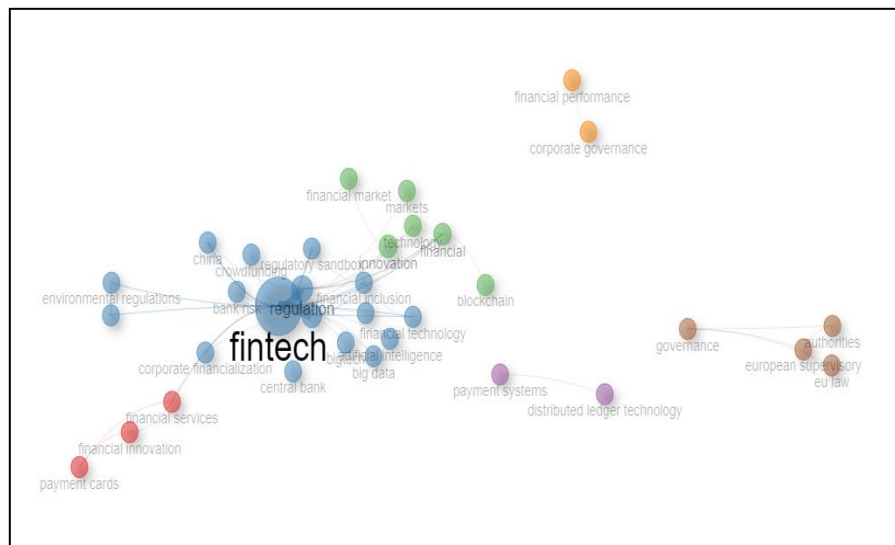 financial performance
corporate governance
financial market
markets
technology
financial
innovation
china
crowdfunding
regulatory sandbox
environmental regulations
bank risk
regulation
financial inclusion
blockchain
fintech
financial technology
big data
corporate financialization
central bank
governance
authorities
european supervisory
eu law
payment systems
distributed ledger technology
financial services
financial innovation
payment cards